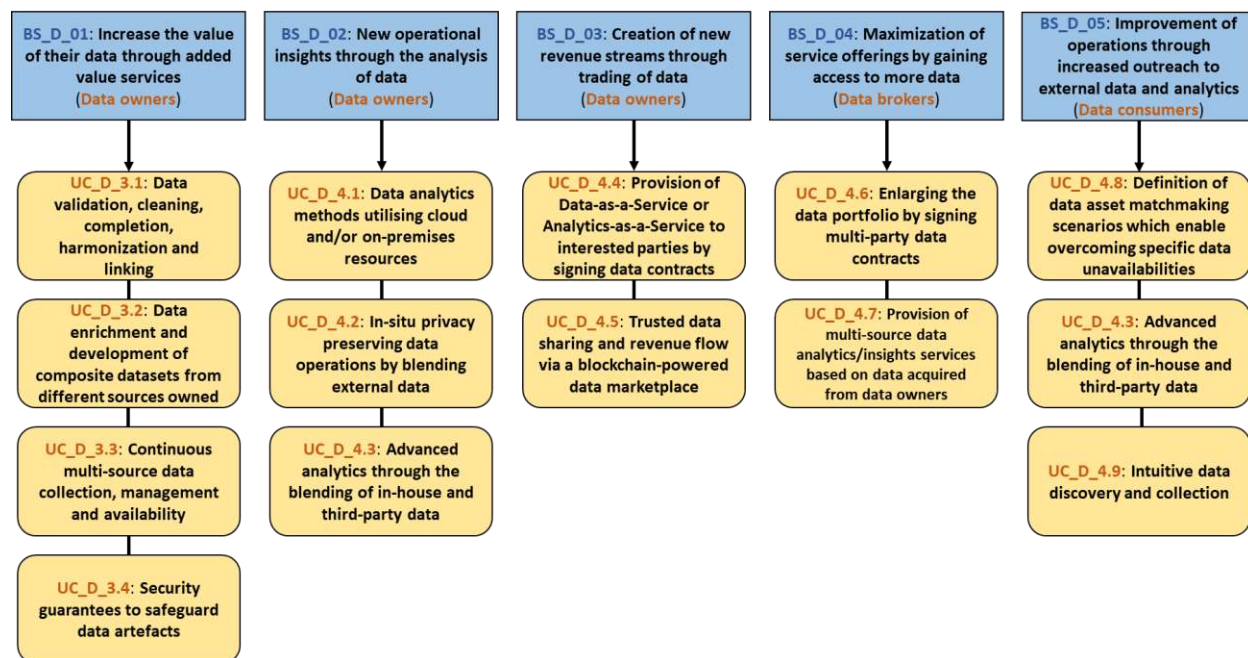 BS_D_01: Increase the value
of their data through added
value services
(Data owners)
UC_D_3.1: Data
validation, cleaning,
completion,
harmonization and
linking
UC_D_3.2: Data
enrichment and
development of
composite datasets from
different sources owned
UC_D_3.3: Continuous
multi-source data
collection, management
and availability
UC_D_3.4: Security
guarantees to safeguard
data artefacts
BS_D_02: New operational
insights through the analysis
of data
(Data owners)
UC_D_4.1: Data analytics
methods utilising cloud
and/or on-premises
resources
UC_D_4.2: In-situ privacy
preserving data
operations by blending
external data
UC_D_4.3: Advanced
analytics through the
blending of in-house and
third-party data
BS_D_03: Creation of new
revenue streams through
trading of data
(Data owners)
UC_D_4.4: Provision of
Data-as-a-Service or
Analytics-as-a-Service to
interested parties by
signing data contracts
UC_D_4.5: Trusted data
sharing and revenue flow
via a blockchain-powered
data marketplace
BS_D_04: Maximization of
service offerings by gaining
access to more data
(Data brokers)
UC_D_4.6: Enlarging the
data portfolio by signing
multi-party data
contracts
UC_D_4.7: Provision of
multi-source data
analytics/insights services
based on data acquired
from data owners
BS_D_05: Improvement of
operations through
increased outreach to
external data and analytics
(Data consumers)
UC_D_4.8: Definition of
data asset matchmaking
scenarios which enable
overcoming specific data
unavailabilities
UC_D_4.3: Advanced
analytics through the
blending of in-house and
third-party data
UC_D_4.9: Intuitive data
discovery and collection